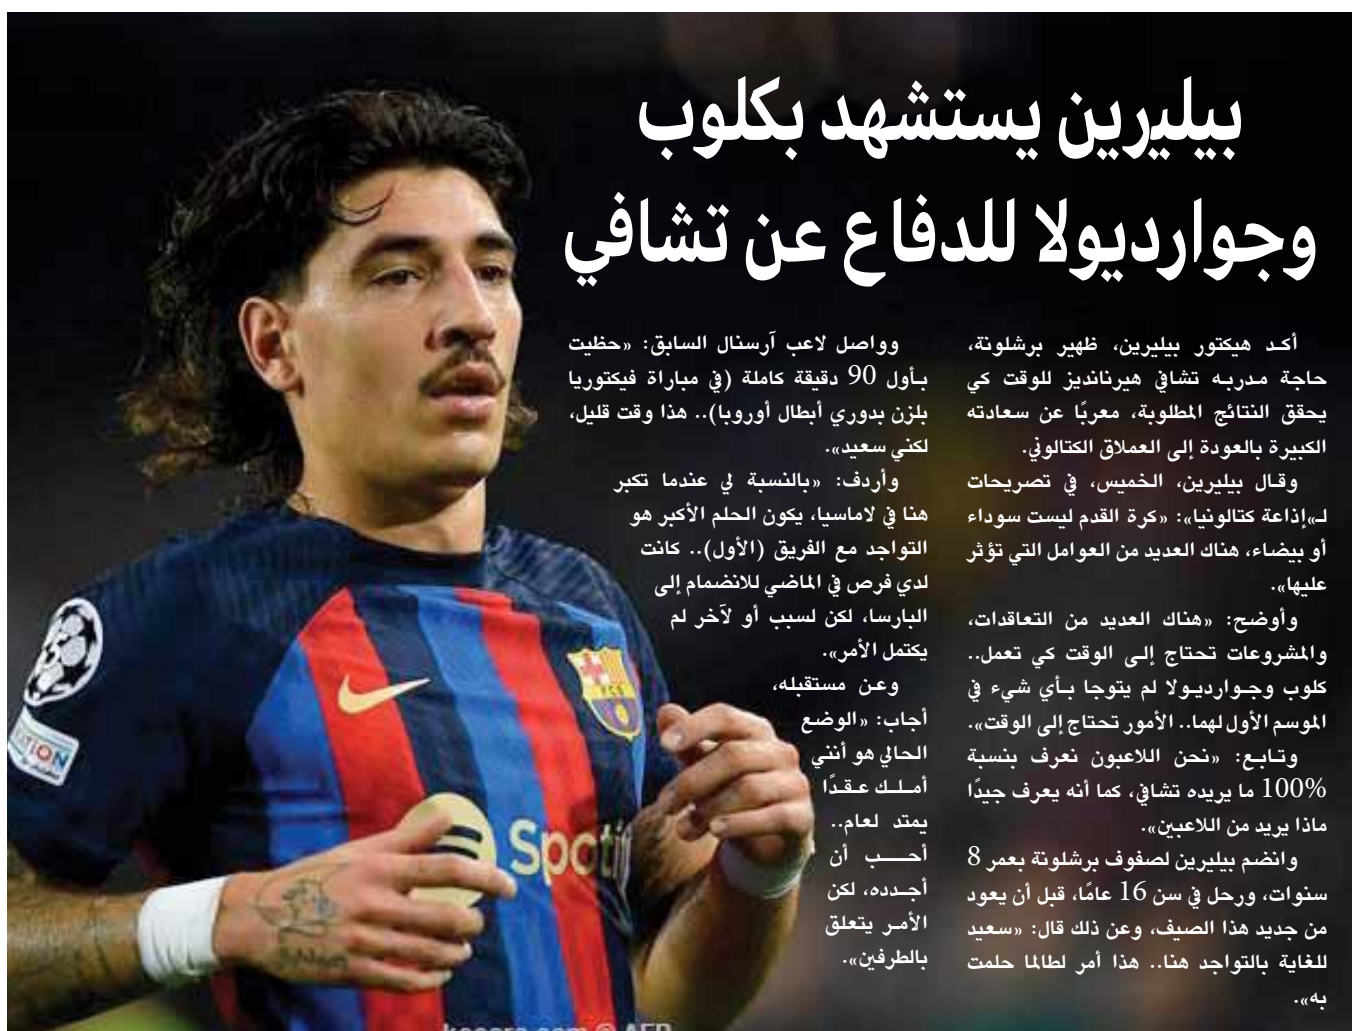 بيليرين يستشهد بكلوب
وجوارديولا للدفاع عن تشافي
أكد هيكتور بيليرين، ظهير برشلونة،
حاجة مدربه تشافي هيرنانديز للوقت كي
يحقق النتائج المطلوبة، معربًا عن سعادته
الكبيرة بالعودة إلى العملاق الكتالوني.
وقال بيليرين، الخميس، في تصريحات
لـ»إذاعة كتالونيا»: «كرة القدم ليست سوداء
أو بيضاء، هناك العديد من العوامل التي تؤثر
عليها».
وأوضح: «هناك العديد من التعاقدات،
والمشروعات تحتاج إلى الوقت كي تعمل..
كلوب وجوارديولا لم يتوجا بأي شيء في
الموسم الأول لهما.. الأمور تحتاج إلى الوقت».
وتابع: «نحن اللاعبون نعرف بنسبة
100% ما يريده تشافي، كما أنه يعرف جيدًا
ماذا يريد من اللاعبين».
وانضم بيليرين لصفوف برشلونة بعمر 8
سنوات، ورحل في سن 16 عامًا، قبل أن يعود
من جديد هذا الصيف، وعن ذلك قال: «سعيد
للغاية بالتواجد هنا.. هذا أمر لطالما حلمت
به».
وواصل لاعب آرسنال السابق: «حظيت
بأول 90 دقيقة كاملة (في مباراة فيكتوريا
بلزن بدوري أبطال أوروبا).. هذا وقت قليل،
لكني سعيد».
وأردف: «بالنسبة لي عندما تكبر
هنا في لاماسيا، يكون الحلم الأكبر هو
التواجد مع الفريق (الأول).. كانت
لدي فرص في الماضي للانضمام إلى
البارسا، لكن لسبب أو لآخر لم
يكتمل الأمر».
وعن مستقبله،
أجاب: «الوضع
الحالي هو أنني
أملك عقدًا
يمتد لعام..
أحب أن
أجدده، لكن
الأمر يتعلق
بالطرفين».
Spotif
FCB